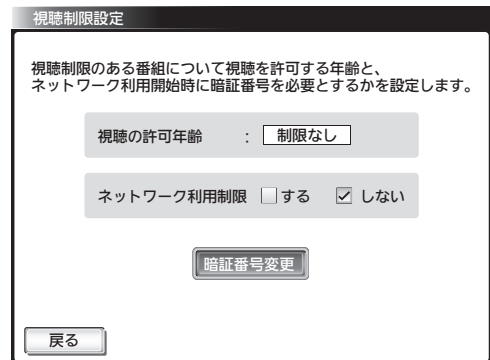 視聴制限設定
視聴制限のある番組について視聴を許可する年齢と、
ネットワーク利用開始時に暗証番号を必要とするかを設定します。
視聴の許可年齢 : 制限なし
ネットワーク利用制限 する しない
暗証番号変更
戻る